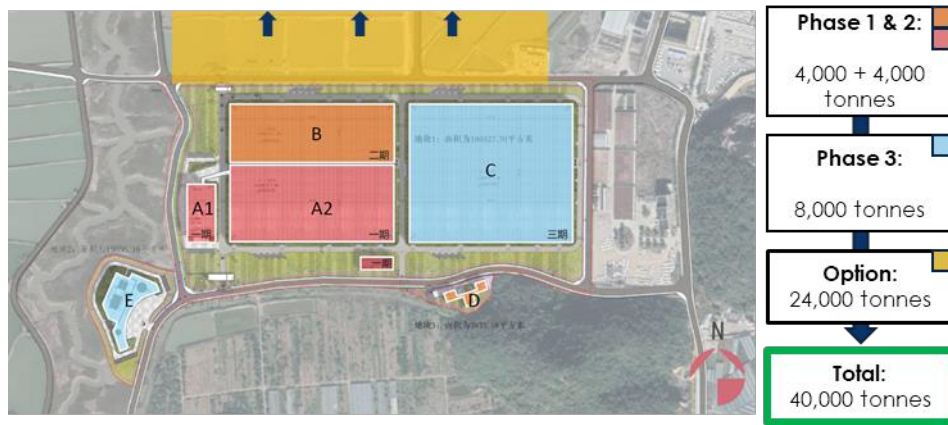 Phase 1 & 2:
4,000 + 4,000
tonnes
Phase 3:
8,000 tonnes
Option:
24,000 tonnes
Total:
40,000 tonnes
B
二期
A1
一期
A2
一期
一期
C
三期
D
E
N